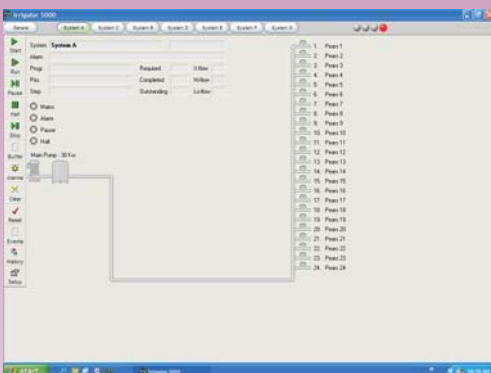 Irrigator 5000
General System A System C System B System D System E System F System G
Start
Run
Pause
Halt
Stop
Buffer
Alarms
Clear
Reset
Events
History
Setup
System System A
Alarm
Progr. Required X-flow
Pos. Completed Hi-flow
Step Outstanding Lo-flow
Mains
Alarm
Pause
Halt
Main Pump - 30 Kw
1. Pears 1
2. Pears 2
3. Pears 3
4. Pears 4
5. Pears 5
6. Pears 6
7. Pears 7
8. Pears 8
9. Pears 9
10. Pears 10
11. Pears 11
12. Pears 12
13. Pears 13
14. Pears 14
15. Pears 15
16. Pears 16
17. Pears 17
18. Pears 18
19. Pears 19
20. Pears 20
21. Pears 21
22. Pears 22
23. Pears 23
24. Pears 24
start Irrigator 5000